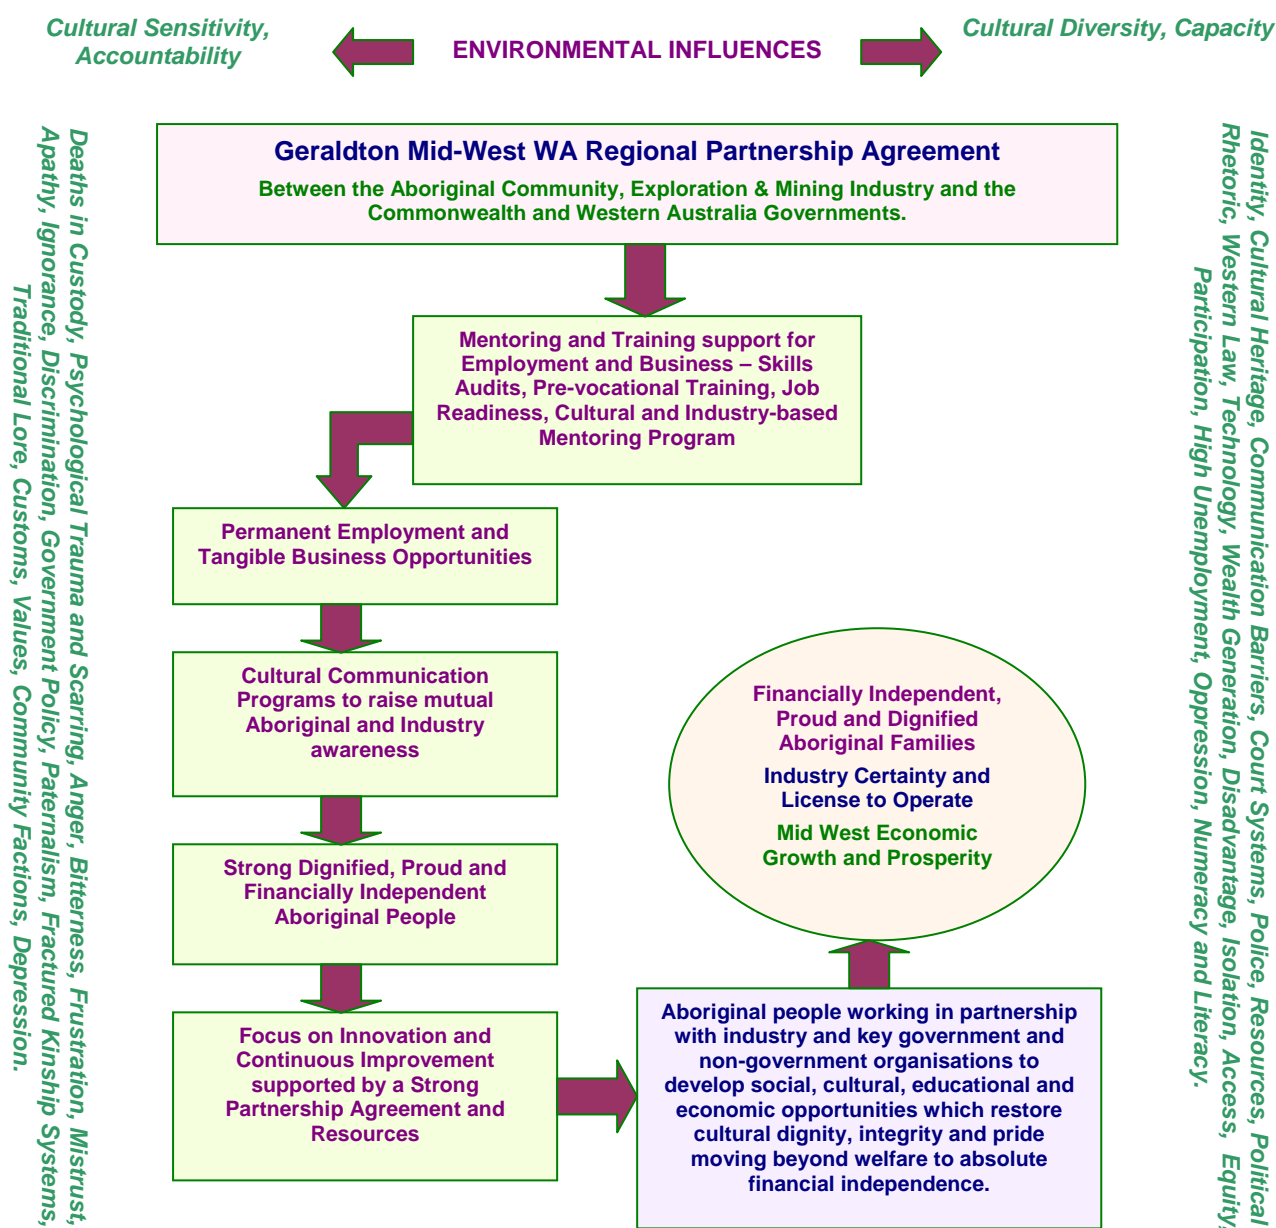 Cultural Sensitivity,
Accountability
ENVIRONMENTAL INFLUENCES
Cultural Diversity, Capacity
Deaths in Custody, Psychological Trauma and Scarring, Anger, Bitterness, Frustration, Mistrust,
Apathy, Ignorance, Discrimination, Government Policy, Paternalism, Fractured Kinship Systems,
Traditional Lore, Customs, Values, Community Factions, Depression.
Geraldton Mid-West WA Regional Partnership Agreement
Between the Aboriginal Community, Exploration & Mining Industry and the
Commonwealth and Western Australia Governments.
Mentoring and Training support for
Employment and Business – Skills
Audits, Pre-vocational Training, Job
Readiness, Cultural and Industry-based
Mentoring Program
Permanent Employment and
Tangible Business Opportunities
Cultural Communication
Programs to raise mutual
Aboriginal and Industry
awareness
Strong Dignified, Proud and
Financially Independent
Aboriginal People
Focus on Innovation and
Continuous Improvement
supported by a Strong
Partnership Agreement and
Resources
Aboriginal people working in partnership
with industry and key government and
non-government organisations to
develop social, cultural, educational and
economic opportunities which restore
cultural dignity, integrity and pride
moving beyond welfare to absolute
financial independence.
Financially Independent,
Proud and Dignified
Aboriginal Families
Industry Certainty and
License to Operate
Mid West Economic
Growth and Prosperity
Identity, Cultural Heritage, Communication Barriers, Court Systems, Police, Resources, Political
Rhetoric, Western Law, Technology, Wealth Generation, Disadvantage, Isolation, Access, Equity,
Participation, High Unemployment, Oppression, Numeracy and Literacy.